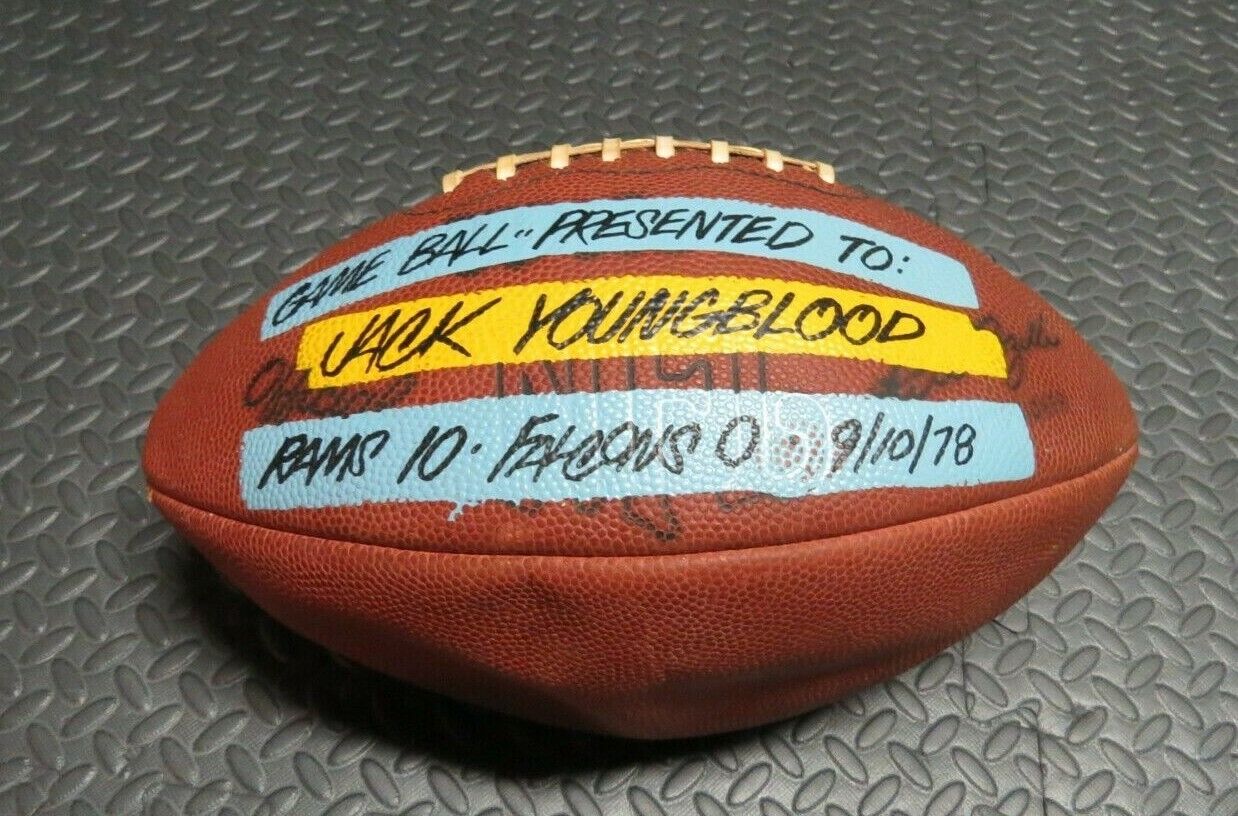 GAME BALL·· PRESENTED TO:
JACK YOUNGBLOOD
RAMS 10· FALCONS 0 9/10/78